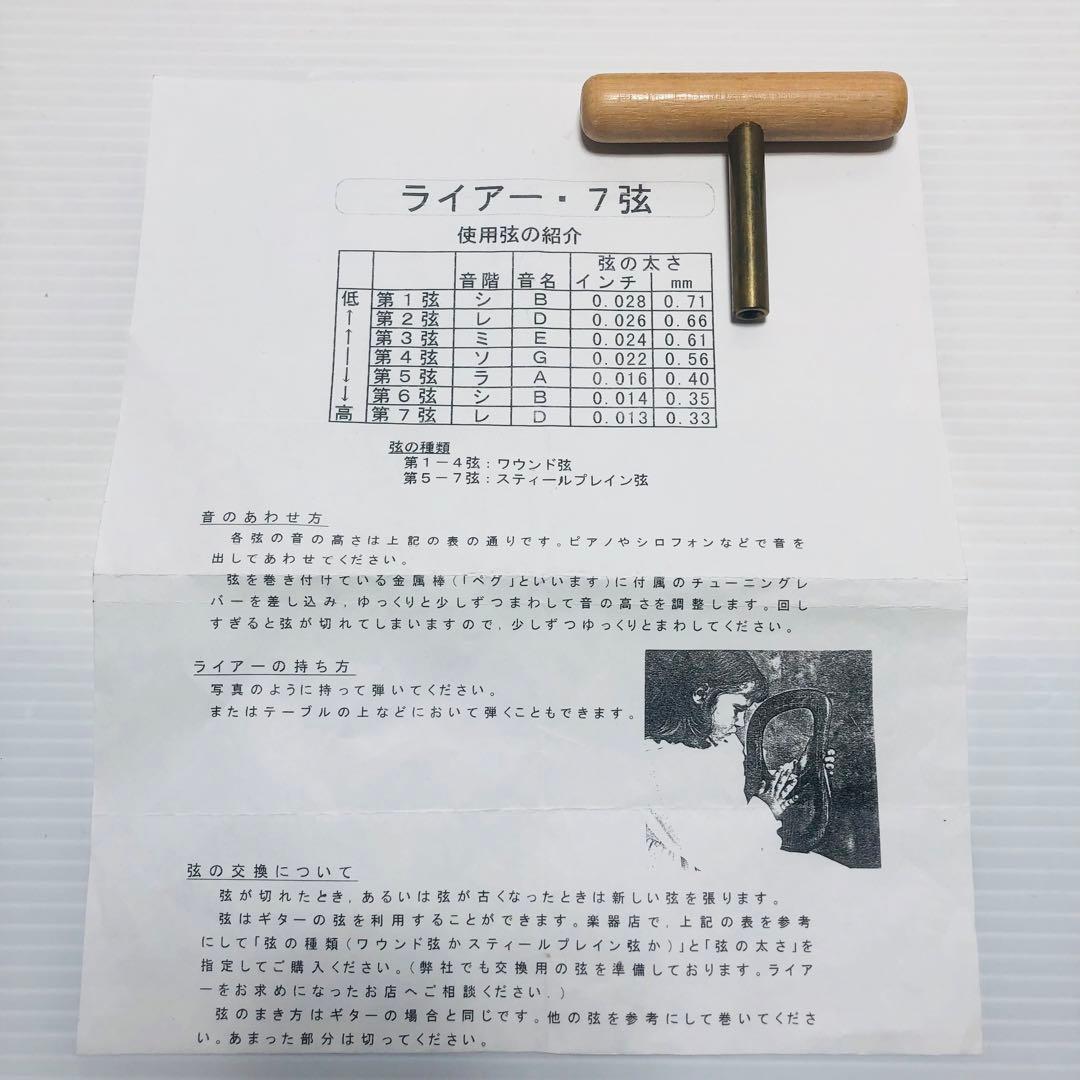 ライアー・７弦
使用弦の紹介
弦の太さ
音階 音名 インチ mm
低 第１弦 シ B 0.028 0.71
↑ 第２弦 レ D 0.026 0.66
↑ 第３弦 ミ E 0.024 0.61
｜ 第４弦 ソ G 0.022 0.56
↓ 第５弦 ラ A 0.016 0.40
↓ 第６弦 シ B 0.014 0.35
高 第７弦 レ D 0.013 0.33
弦の種類
第１－４弦：ワウンド弦
第５－７弦：スティールプレイン弦
音のあわせ方
各弦の音の高さは上記の表の通りです。ピアノやシロフォンなどで音を
出してあわせてください。
弦を巻き付けている金属棒（「ペグ」といいます）に付属のチューニングレ
バーを差し込み，ゆっくりと少しずつまわして音の高さを調整します。回し
すぎると弦が切れてしまいますので，少しずつゆっくりとまわしてください。
ライアーの持ち方
写真のように持って弾いてください。
またはテーブルの上などにおいて弾くこともできます。
弦の交換について
弦が切れたとき，あるいは弦が古くなったときは新しい弦を張ります。
弦はギターの弦を利用することができます。楽器店で，上記の表を参考
にして「弦の種類（ワウンド弦かスティールプレイン弦か）」と「弦の太さ」を
指定してご購入ください。（弊社でも交換用の弦を準備しております。ライア
ーをお求めになったお店へご相談ください．）
弦のまき方はギターの場合と同じです。他の弦を参考にして巻いてくださ
い。あまった部分は切ってください。